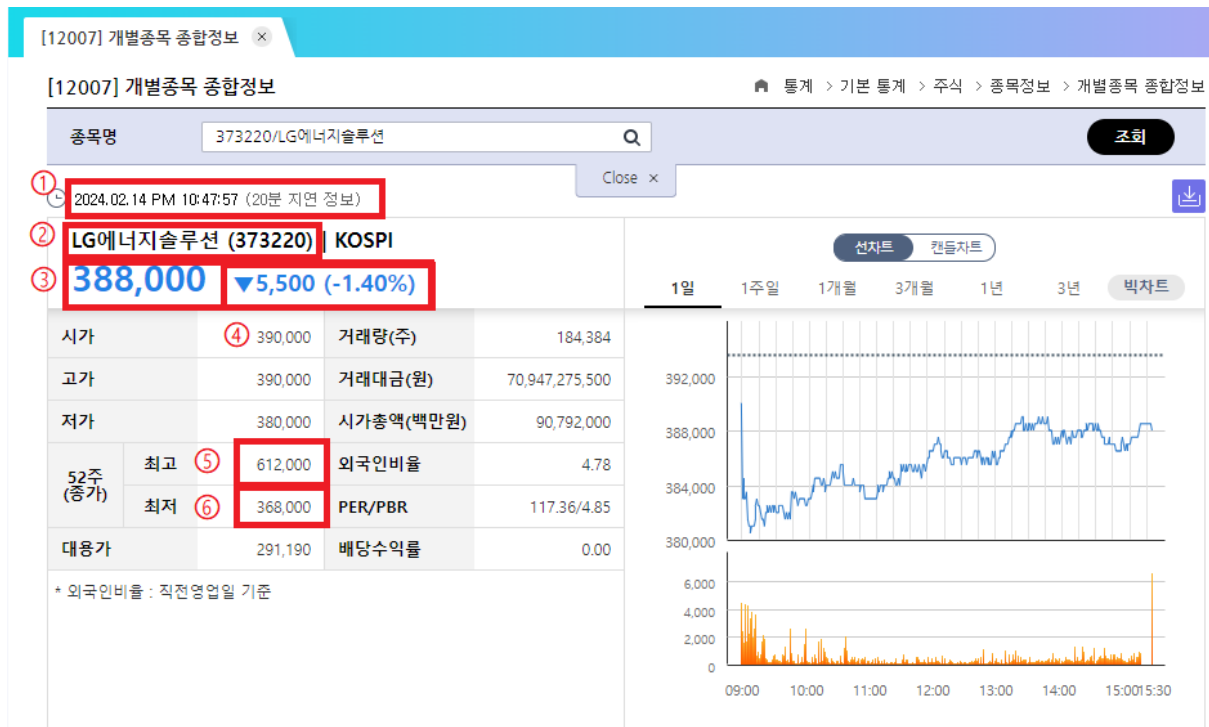 [12007] 개별종목 종합정보 ×
[12007] 개별종목 종합정보
통계 > 기본 통계 > 주식 > 종목정보 > 개별종목 종합정보
종목명 373220/LG에너지솔루션 조회
Close ×
① 2024.02.14 PM 10:47:57 (20분 지연 정보)
② LG에너지솔루션 (373220) | KOSPI
③ 388,000 ▼5,500 (-1.40%)
시가 ④ 390,000 거래량(주) 184,384
고가 390,000 거래대금(원) 70,947,275,500
저가 380,000 시가총액(백만원) 90,792,000
52주
(종가)
최고 ⑤ 612,000 외국인비율 4.78
최저 ⑥ 368,000 PER/PBR 117.36/4.85
대용가 291,190 배당수익률 0.00
* 외국인비율 : 직전영업일 기준
선차트 캔들차트
1일 1주일 1개월 3개월 1년 3년 빅차트
392,000
388,000
384,000
380,000
6,000
4,000
2,000
0
09:00 10:00 11:00 12:00 13:00 14:00 15:0015:30